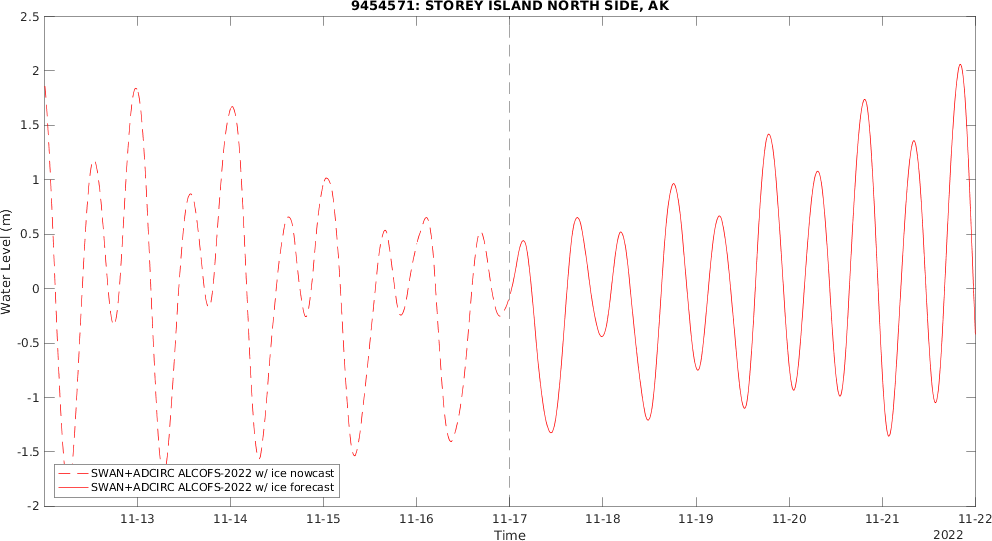 9454571: STOREY ISLAND NORTH SIDE, AK
2.5
2
1.5
1
0.5
0
-0.5
-1
-1.5
-2
Water Level (m)
SWAN+ADCIRC ALCOFS-2022 w/ ice nowcast
SWAN+ADCIRC ALCOFS-2022 w/ ice forecast
11-13 11-14 11-15 11-16 11-17 11-18 11-19 11-20 11-21 11-22
Time
2022